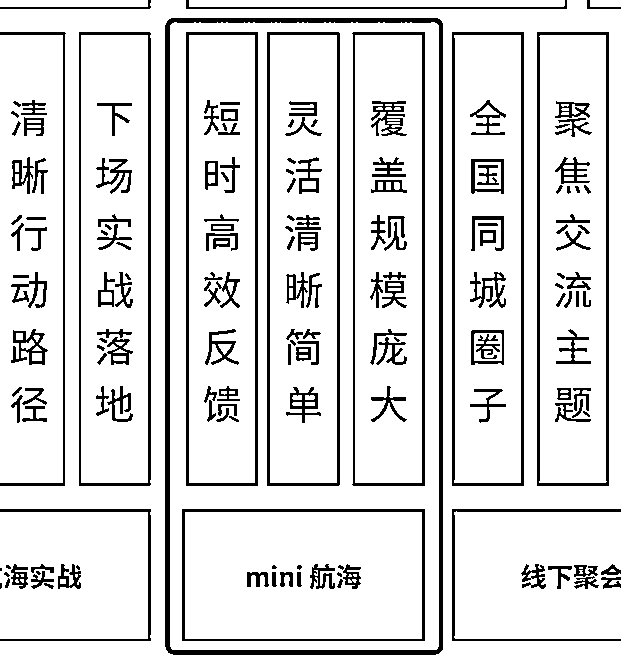 清晰行动路径
下场实战落地
短时高效反馈
灵活清晰简单
覆盖规模庞大
全国同城圈子
聚焦交流主题
海实战
mini 航海
线下聚会